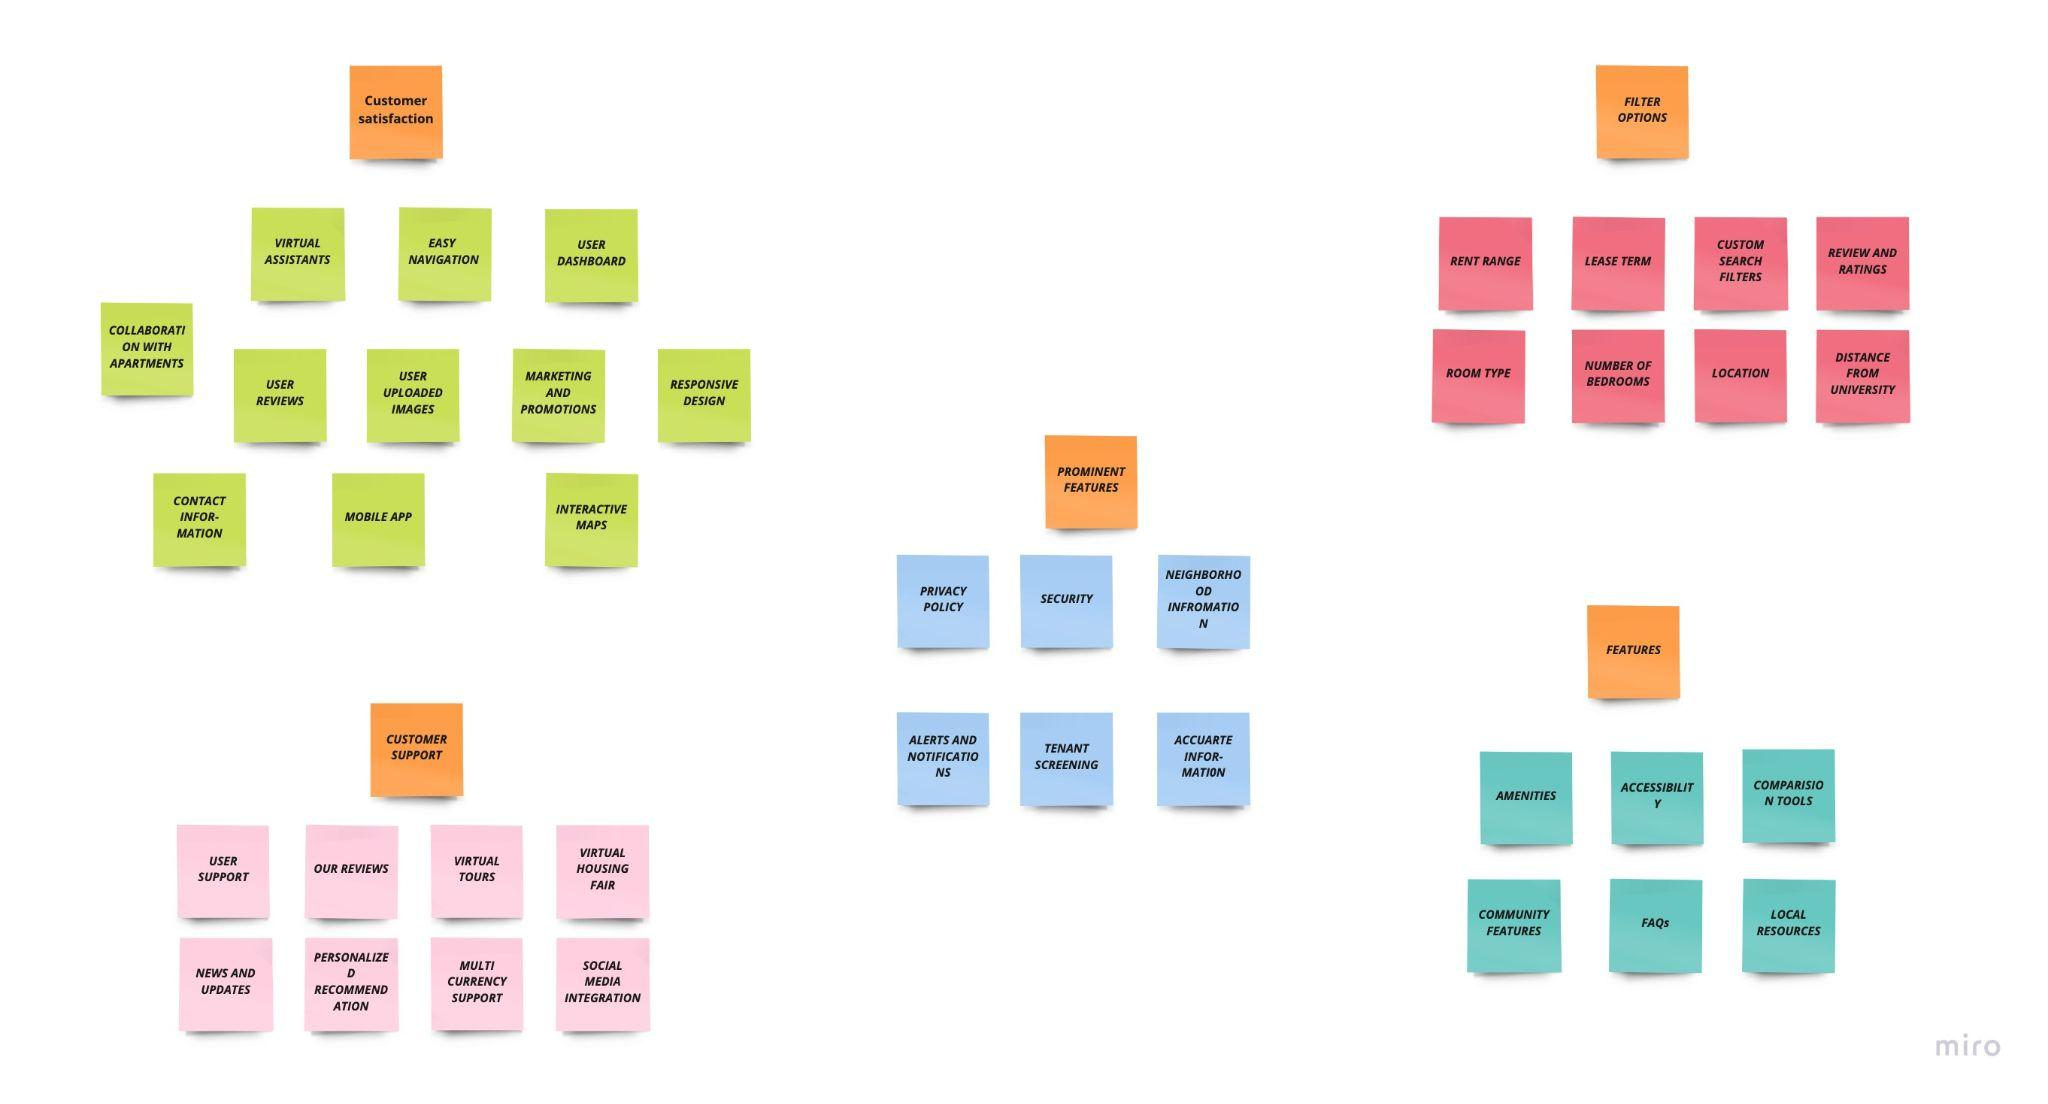 Customer
satisfaction
VIRTUAL
ASSISTANTS
EASY
NAVIGATION
USER
DASHBOARD
COLLABORATI
ON WITH
APARTMENTS
USER
REVIEWS
USER
UPLOADED
IMAGES
MARKETING
AND
PROMOTIONS
RESPONSIVE
DESIGN
CONTACT
INFOR-
MATION
MOBILE APP
INTERACTIVE
MAPS
CUSTOMER
SUPPORT
USER
SUPPORT
OUR REVIEWS
VIRTUAL
TOURS
VIRTUAL
HOUSING
FAIR
NEWS AND
UPDATES
PERSONALIZE
D
RECOMMEND
ATION
MULTI
CURRENCY
SUPPORT
SOCIAL
MEDIA
INTEGRATION
PROMINENT
FEATURES
PRIVACY
POLICY
SECURITY
NEIGHBORHO
OD
INFROMATIO
N
ALERTS AND
NOTIFICATIO
NS
TENANT
SCREENING
ACCUARTE
INFOR-
MATI0N
FILTER
OPTIONS
RENT RANGE
LEASE TERM
CUSTOM
SEARCH
FILTERS
REVIEW AND
RATINGS
ROOM TYPE
NUMBER OF
BEDROOMS
LOCATION
DISTANCE
FROM
UNIVERSITY
FEATURES
AMENITIES
ACCESSIBILIT
Y
COMPARISIO
N TOOLS
COMMUNITY
FEATURES
FAQs
LOCAL
RESOURCES
miro